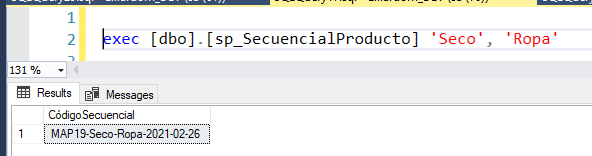 1
2 exec [dbo].[sp_SecuencialProducto] 'Seco', 'Ropa'
131 %
Results Messages
CódigoSecuencial
1 MAP19-Seco-Ropa-2021-02-26